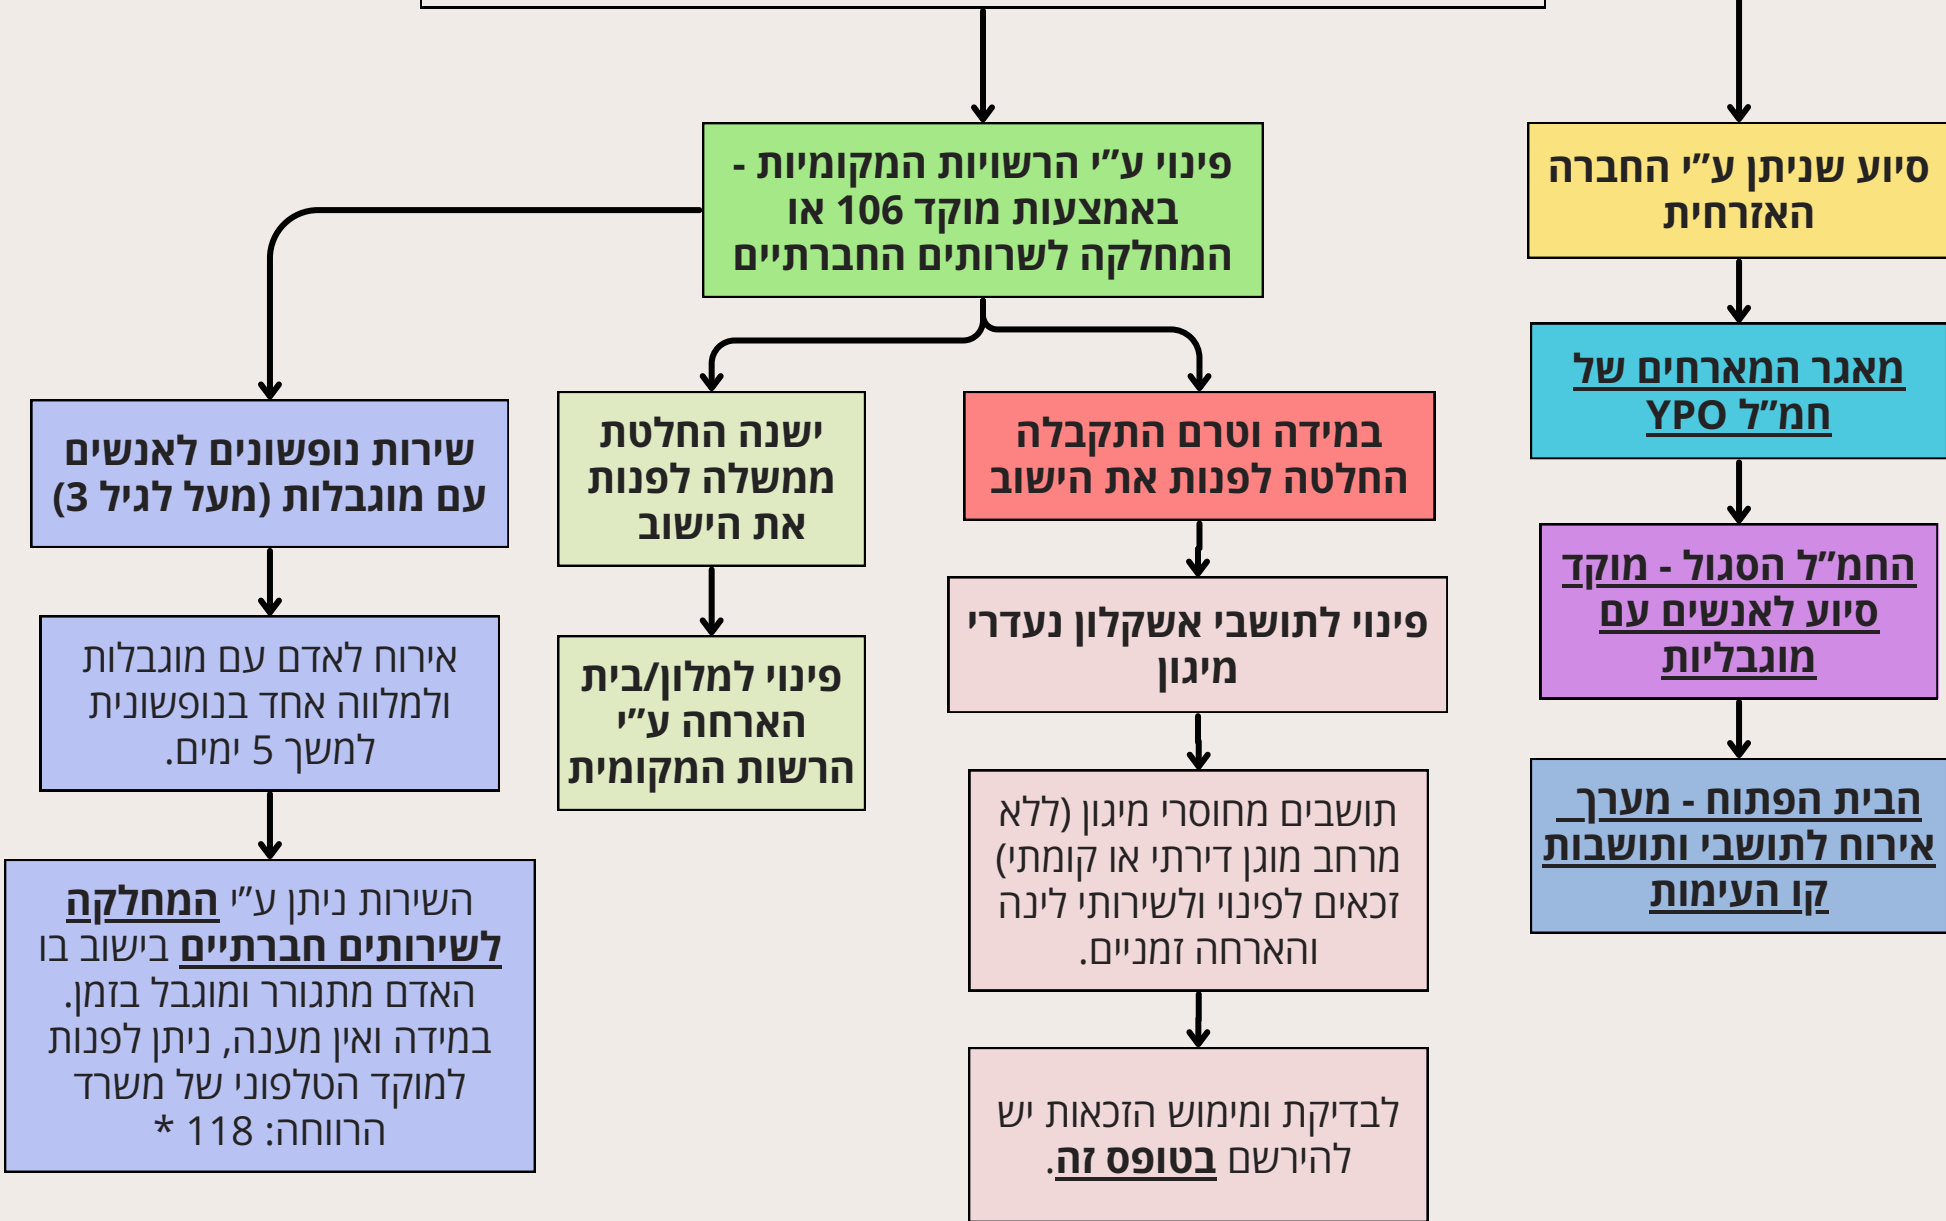 סיוע שניתן ע״י החברה
האזרחית
מאגר המארחים של
חמ״ל YPO
החמ״ל הסגול - מוקד
סיוע לאנשים עם
מוגבליות
הבית הפתוח - מערך
אירוח לתושבי ותושבות
קו העימות
פינוי ע״י הרשויות המקומיות -
באמצעות מוקד 106 או
המחלקה לשרותים החברתיים
במידה וטרם התקבלה
החלטה לפנות את הישוב
פינוי לתושבי אשקלון נעדרי
מיגון
תושבים מחוסרי מיגון (ללא
מרחב מוגן דירתי או קומתי)
זכאים לפינוי ולשירותי לינה
והארחה זמניים.
לבדיקת ומימוש הזכאות יש
להירשם בטופס זה.
ישנה החלטת
ממשלה לפנות
את הישוב
פינוי למלון/בית
הארחה ע״י
הרשות המקומית
שירות נופשונים לאנשים
עם מוגבלות (מעל לגיל 3)
אירוח לאדם עם מוגבלות
ולמלווה אחד בנופשונית
למשך 5 ימים.
השירות ניתן ע״י המחלקה
לשירותים חברתיים בישוב בו
האדם מתגורר ומוגבל בזמן.
במידה ואין מענה, ניתן לפנות
למוקד הטלפוני של משרד
הרווחה: 118 *